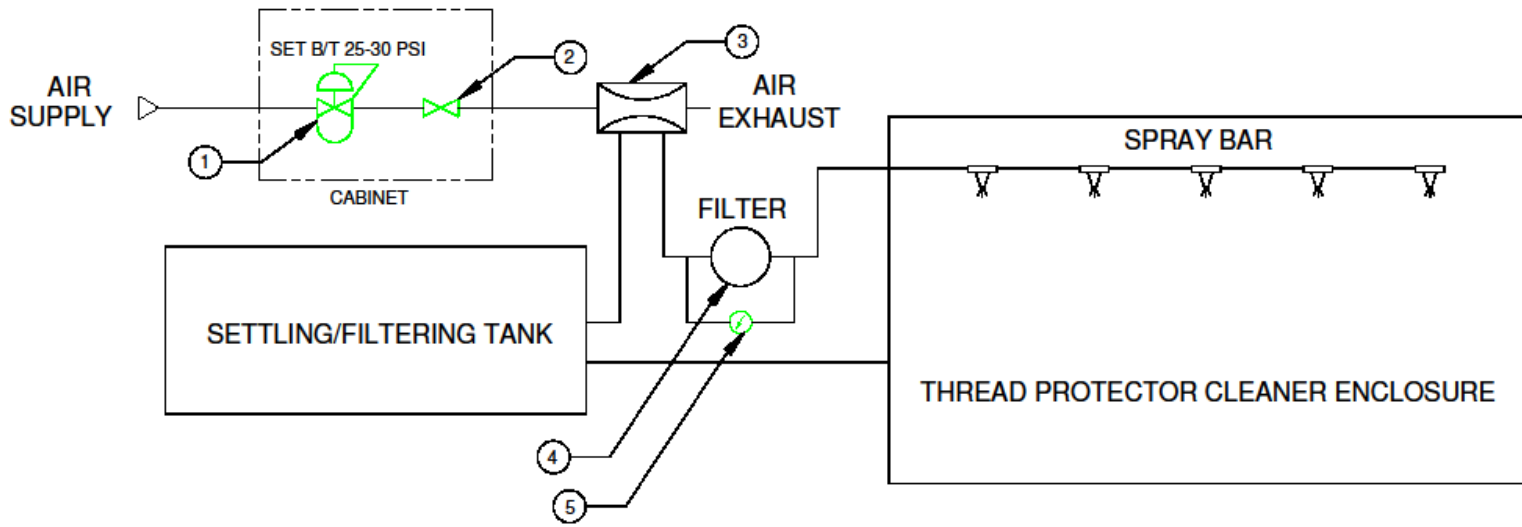 SET B/T 25-30 PSI
2
3
AIR
SUPPLY
AIR
EXHAUST
1
CABINET
SPRAY BAR
FILTER
SETTLING/FILTERING TANK
THREAD PROTECTOR CLEANER ENCLOSURE
4
5